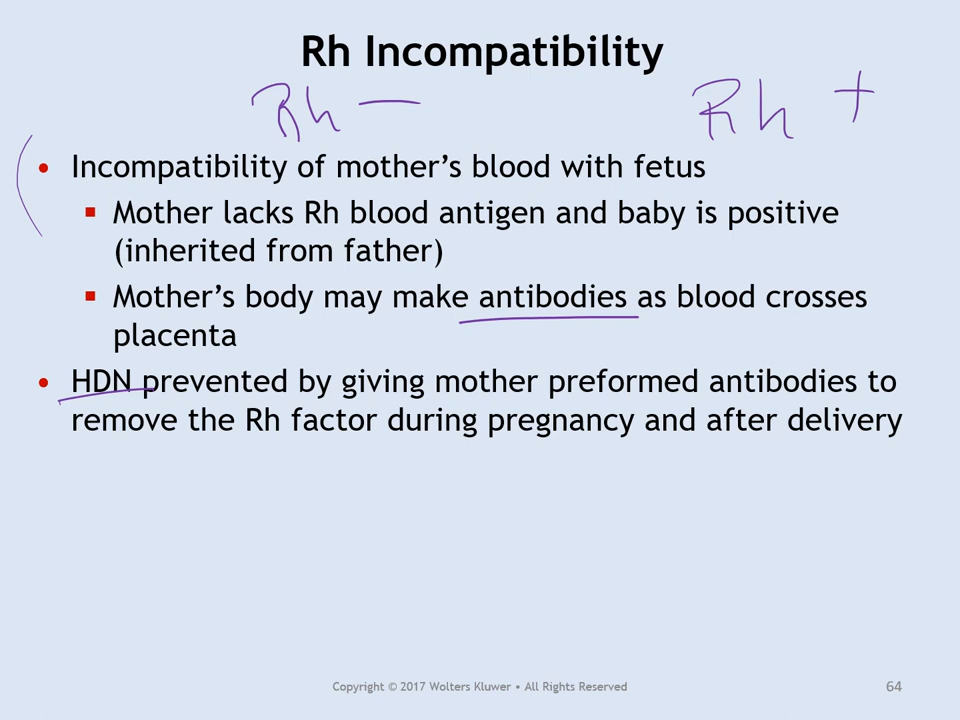 Rh Incompatibility
Rh – Rh +
• Incompatibility of mother’s blood with fetus
▪ Mother lacks Rh blood antigen and baby is positive
(inherited from father)
▪ Mother’s body may make antibodies as blood crosses
placenta
• HDN prevented by giving mother preformed antibodies to
remove the Rh factor during pregnancy and after delivery
Copyright © 2017 Wolters Kluwer • All Rights Reserved 64